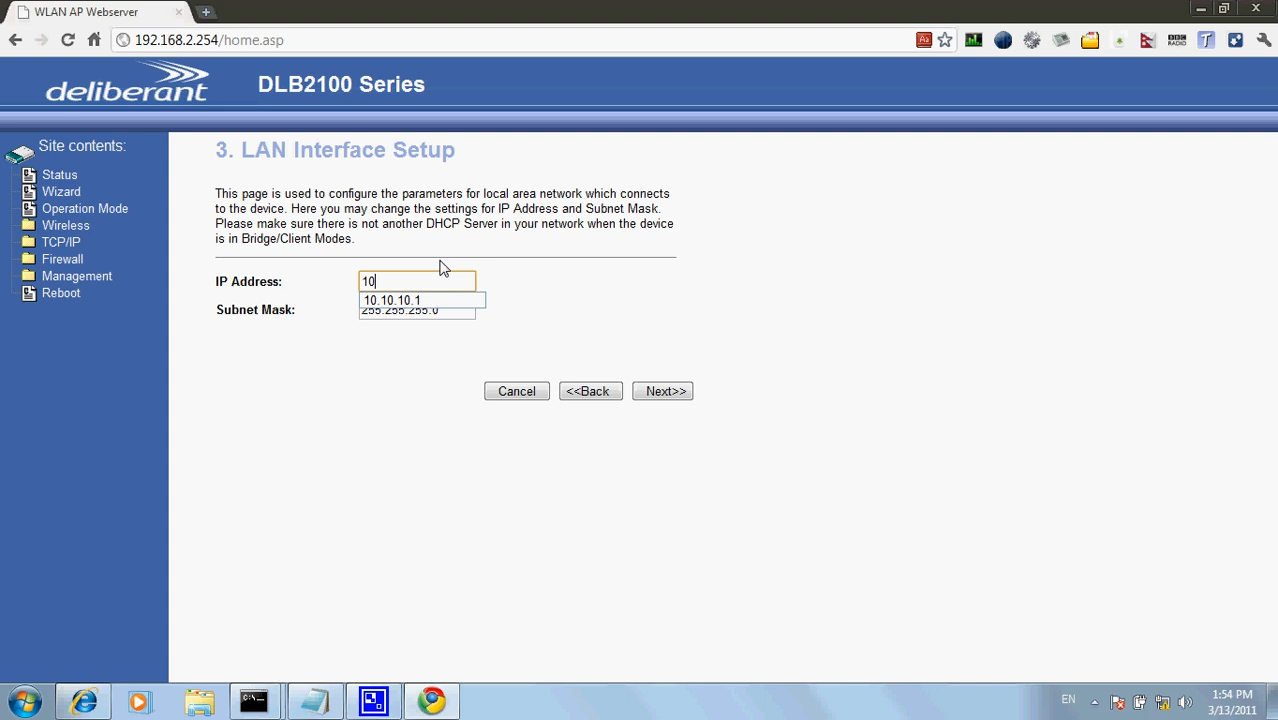 WLAN AP Webserver
192.168.2.254/home.asp
Aa
BBC
RADIO
T
deliberant
DLB2100 Series
Site contents:
Status
Wizard
Operation Mode
Wireless
TCP/IP
Firewall
Management
Reboot
3. LAN Interface Setup
This page is used to configure the parameters for local area network which connects
to the device. Here you may change the settings for IP Address and Subnet Mask.
Please make sure there is not another DHCP Server in your network when the device
is in Bridge/Client Modes.
IP Address:
10
10.10.10.1
Subnet Mask:
255.255.255.0
Cancel
<<Back
Next>>
C:\
EN
1:54 PM
3/13/2011